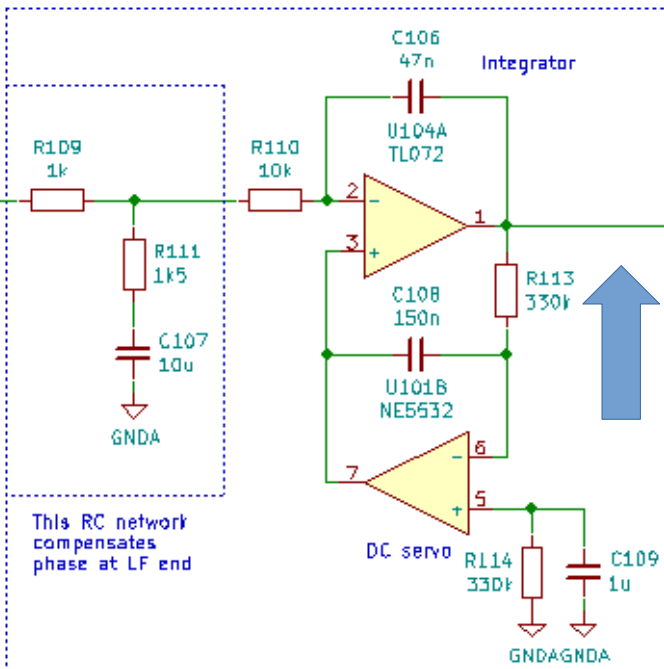 C106
47n
Integrator
U104A
TL072
R109
1k
R110
10k
2
-
1
3
+
R111
1k5
R113
330k
C108
150n
C107
10u
U101B
NE5532
GNDA
6
-
7
5
+
This RC network
compensates
phase at LF end
DC servo
R114
330k
C109
1u
GNDAGNDA